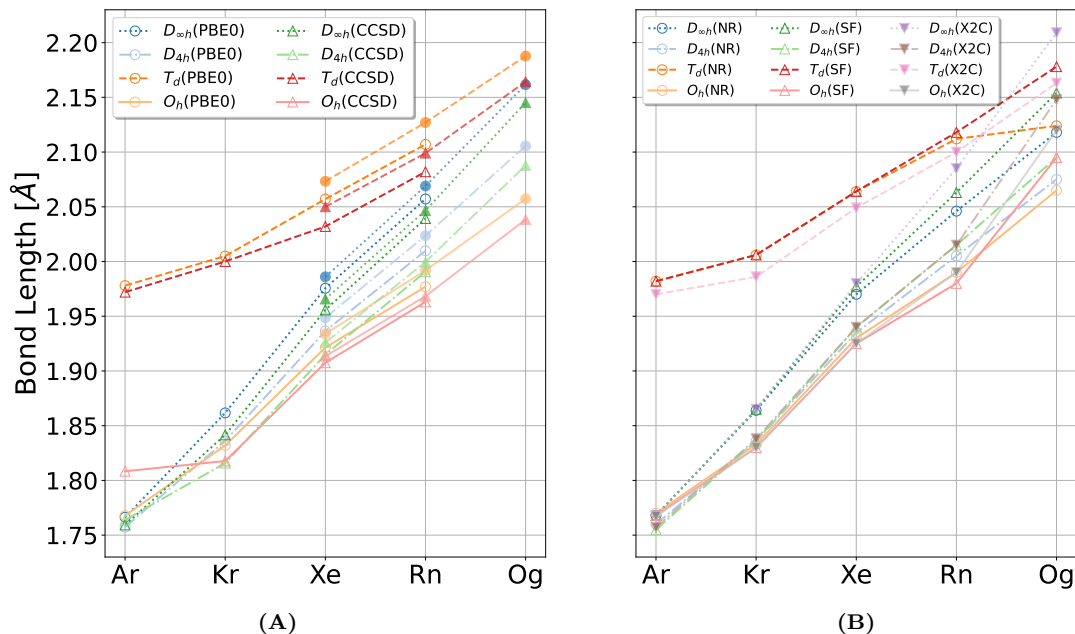 Bond Length [Å]
2.20
2.15
2.10
2.05
2.00
1.95
1.90
1.85
1.80
1.75
D∞h(PBE0)
D4h(PBE0)
Td(PBE0)
Oh(PBE0)
D∞h(CCSD)
D4h(CCSD)
Td(CCSD)
Oh(CCSD)
Ar Kr Xe Rn Og
(A)
D∞h(NR)
D4h(NR)
Td(NR)
Oh(NR)
D∞h(SF)
D4h(SF)
Td(SF)
Oh(SF)
D∞h(X2C)
D4h(X2C)
Td(X2C)
Oh(X2C)
Ar Kr Xe Rn Og
(B)